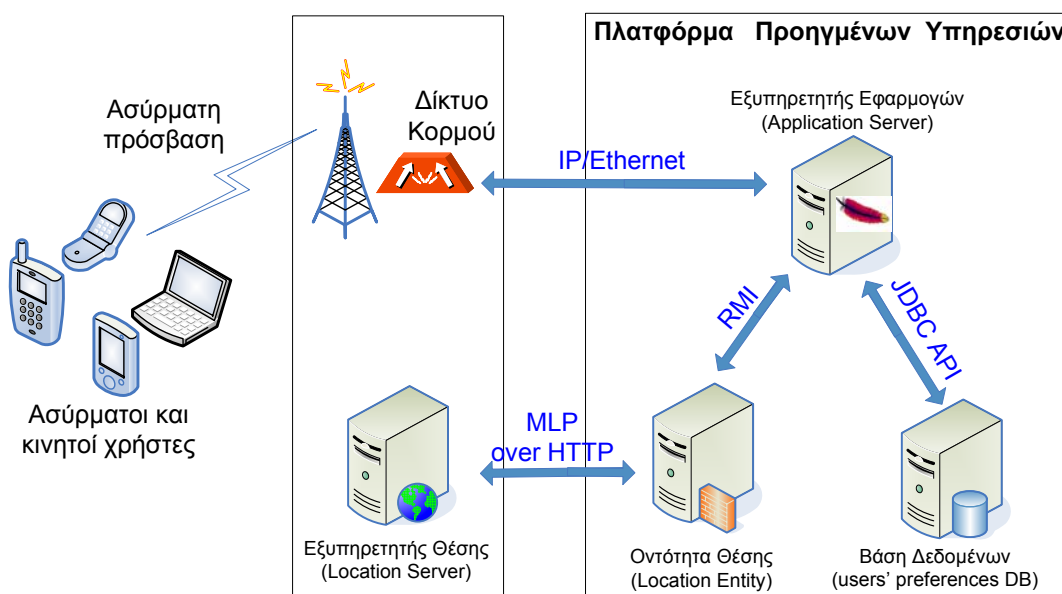 Πλατφόρμα Προηγμένων Υπηρεσιών
Ασύρματη
πρόσβαση
Δίκτυο
Κορμού
Εξυπηρετητής Εφαρμογών
(Application Server)
IP/Ethernet
RMI
JDBC API
Ασύρματοι και
κινητοί χρήστες
MLP
over HTTP
Εξυπηρετητής Θέσης
(Location Server)
Οντότητα Θέσης
(Location Entity)
Βάση Δεδομένων
(users' preferences DB)